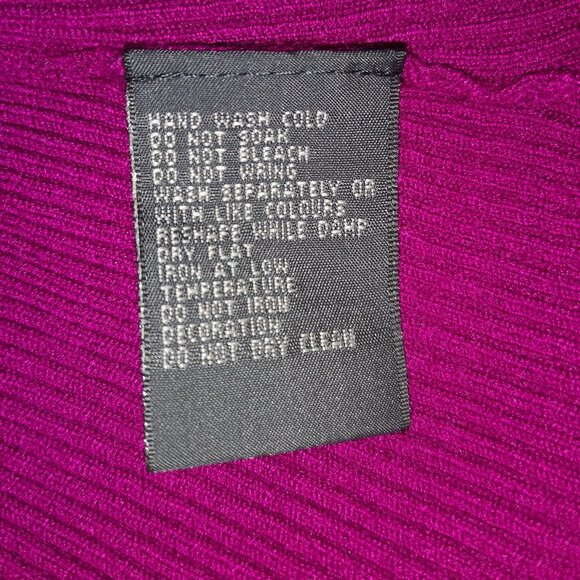 HAND WASH COLD
DO NOT SOAK
DO NOT BLEACH
DO NOT WRING
WASH SEPARATELY OR
WITH LIKE COLOURS
RESHAPE WHILE DAMP
DRY FLAT
IRON AT LOW
TEMPERATURE
DO NOT IRON
DECORATION
DO NOT DRY CLEAN